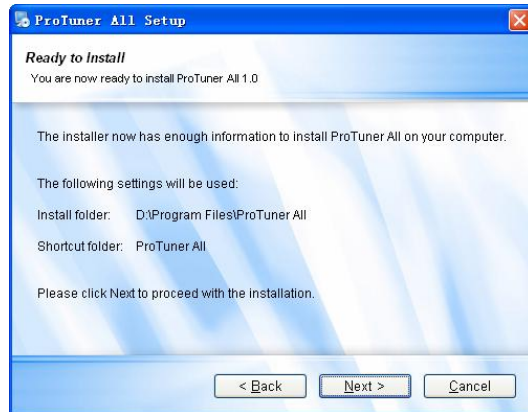 ProTuner All Setup
Ready to Install
You are now ready to install ProTuner All 1.0
The installer now has enough information to install ProTuner All on your computer.
The following settings will be used:
Install folder: D:\Program Files\ProTuner All
Shortcut folder: ProTuner All
Please click Next to proceed with the installation.
< Back Next > Cancel